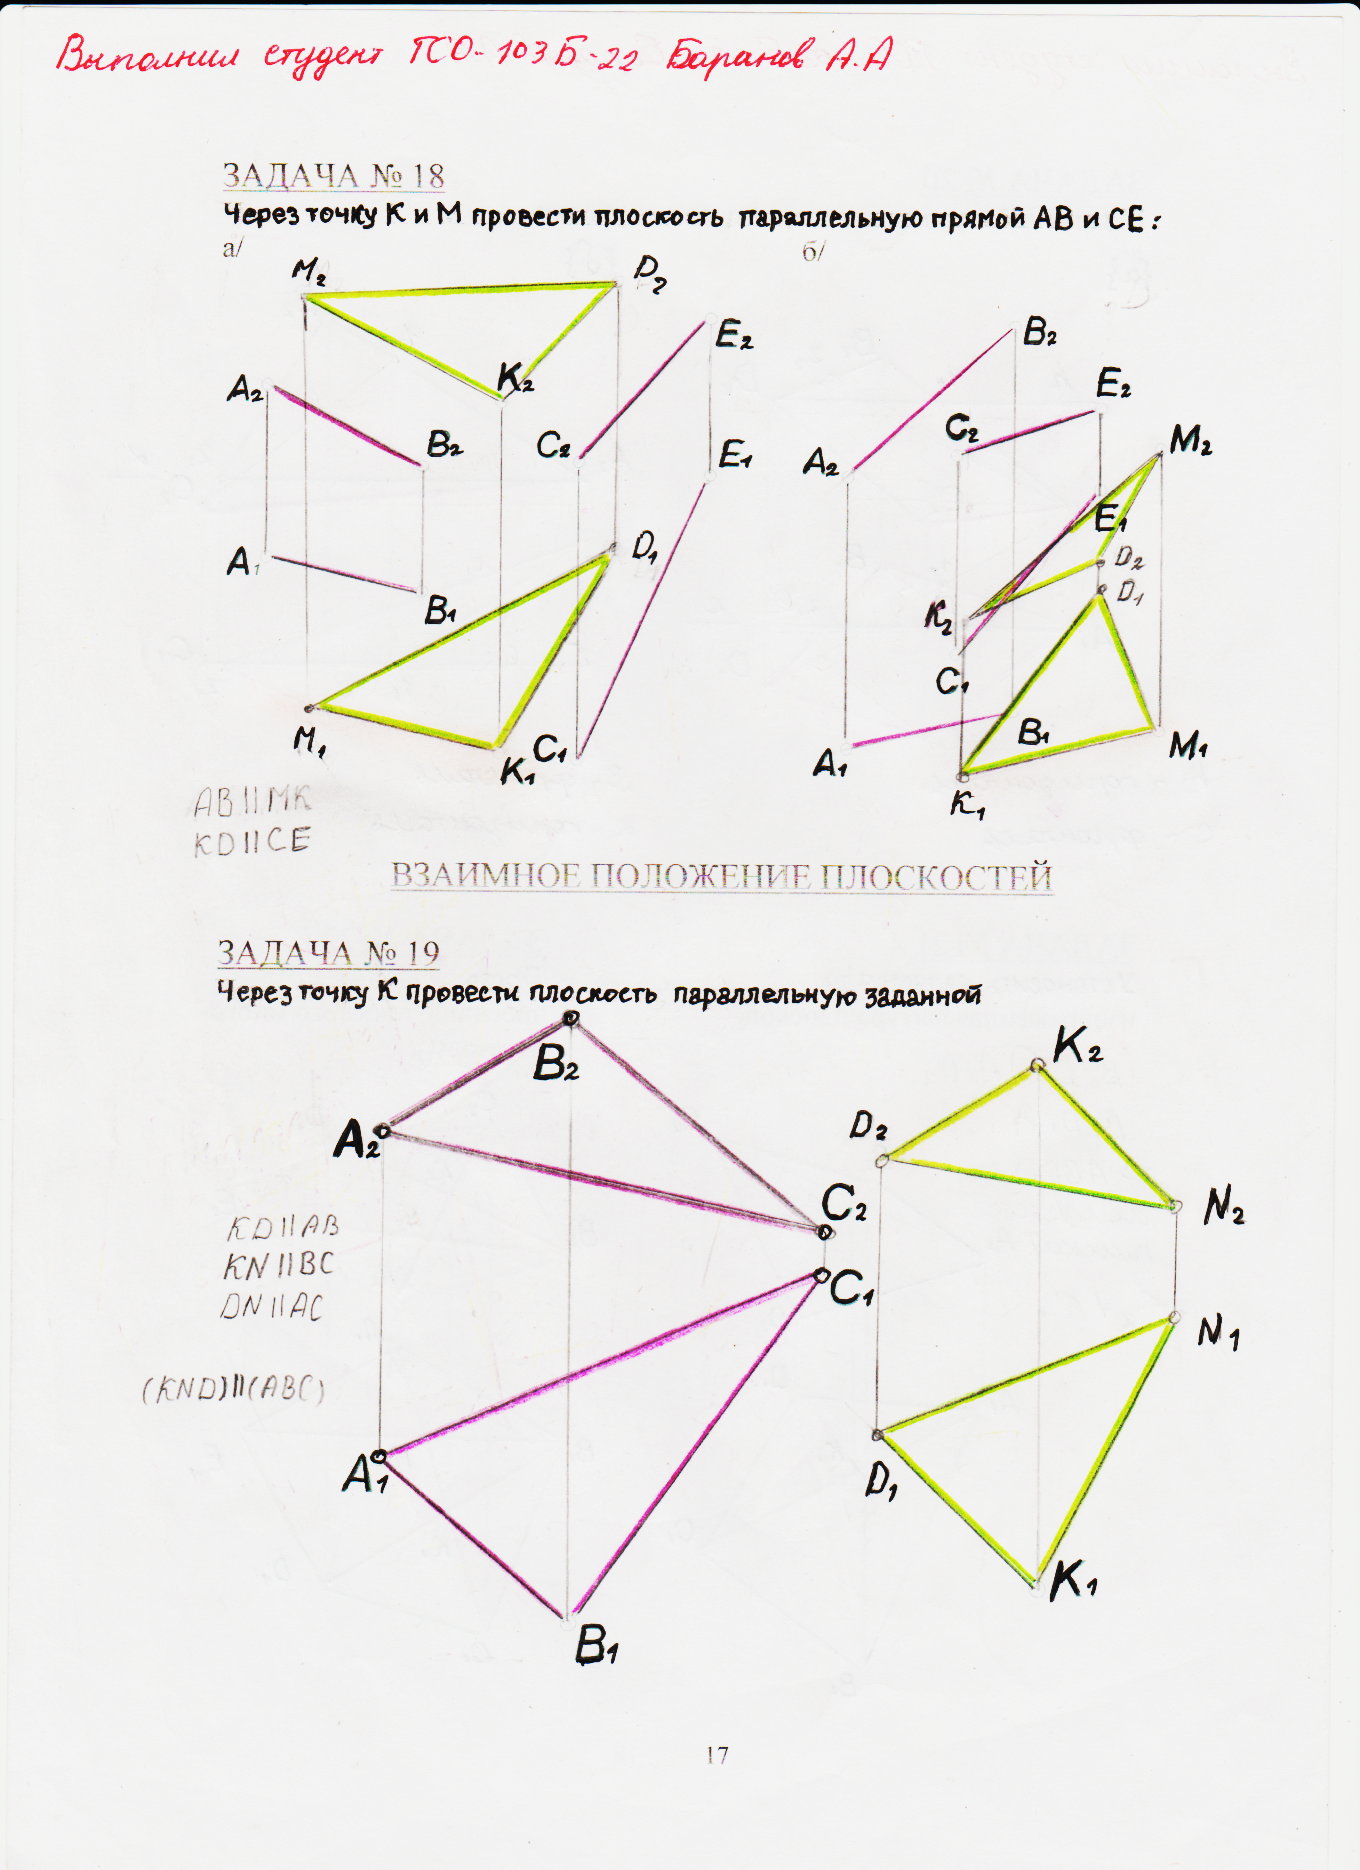 Выполнил студент ТСО-103Б-22 Баранов А.А
ЗАДАЧА № 18
Через точку К и М провести плоскость параллельную прямой АВ и СЕ:
а/
б/
M₂
D₂
E₂
A₂
K₂
B₂
C₂
E₁
A₁
B₁
D₁
M₁
K₁
C₁
B₂
E₂
C₂
M₂
A₂
E₁
D₂
D₁
K₂
C₁
B₁
A₁
M₁
K₁
AB||MK
KD||CE
ВЗАИМНОЕ ПОЛОЖЕНИЕ ПЛОСКОСТЕЙ
ЗАДАЧА № 19
Через точку К провести плоскость параллельную заданной
B₂
K₂
A₂
D₂
C₂
N₂
KD||AB
KN||BC
DN||AC
C₁
N₁
(KND)||(ABC)
A₁
D₁
K₁
B₁
17